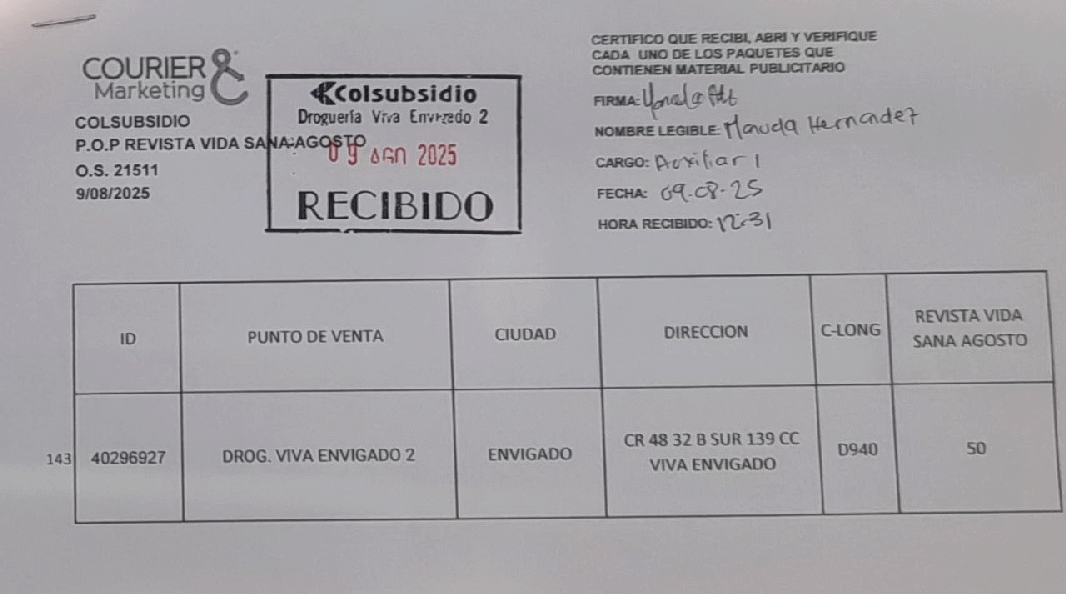 COURIER &
Marketing
COLSUBSIDIO
P.O.P REVISTA VIDA SANA-AGOSTO
O.S. 21511
9/08/2025
Colsubsidio
Droguería Viva Envigado 2
09 AGO 2025
RECIBIDO
CERTIFICO QUE RECIBI, ABRI Y VERIFIQUE
CADA UNO DE LOS PAQUETES QUE
CONTIENEN MATERIAL PUBLICITARIO
FIRMA:
NOMBRE LEGIBLE: Manuela Hernandez
CARGO: Auxiliar 1
FECHA: 09-08-25
HORA RECIBIDO: 12:31
ID PUNTO DE VENTA CIUDAD DIRECCION C-LONG REVISTA VIDA SANA AGOSTO
143 40296927 DROG. VIVA ENVIGADO 2 ENVIGADO CR 48 32 B SUR 139 CC VIVA ENVIGADO D940 50